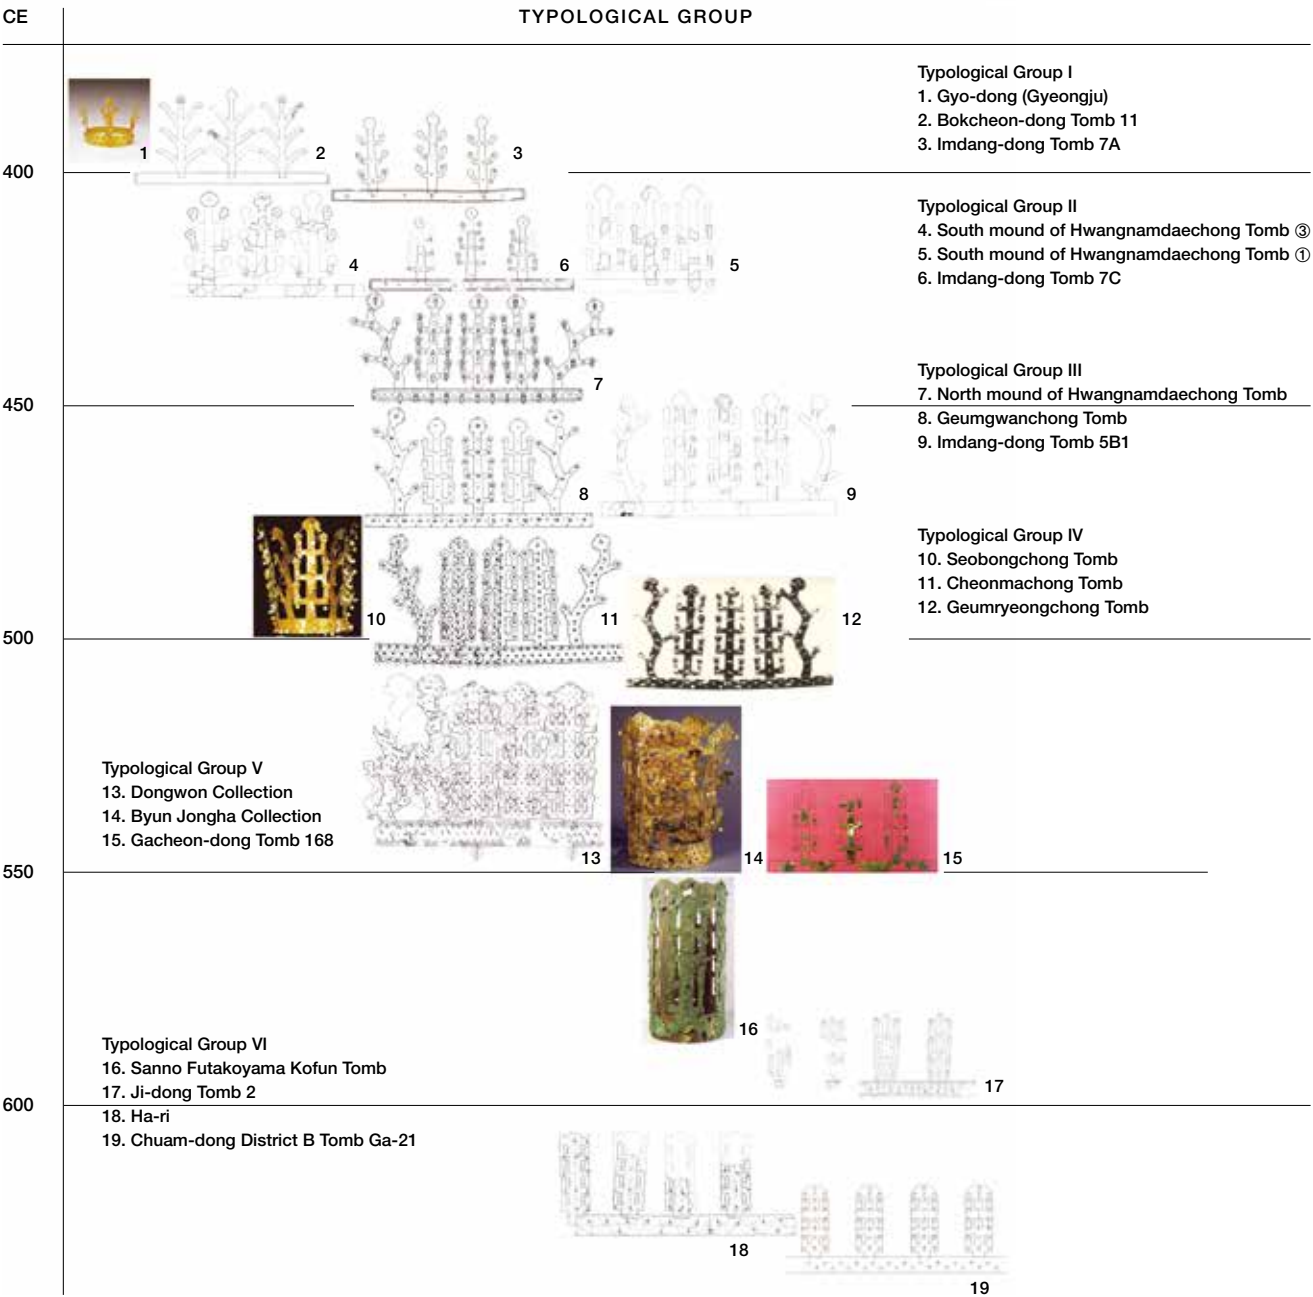 CE
TYPOLOGICAL GROUP
Typological Group I
1. Gyo-dong (Gyeongju)
2. Bokcheon-dong Tomb 11
3. Imdang-dong Tomb 7A
1
2
3
400
Typological Group II
4. South mound of Hwangnamdaechong Tomb ③
5. South mound of Hwangnamdaechong Tomb ①
6. Imdang-dong Tomb 7C
4
6
5
Typological Group III
7. North mound of Hwangnamdaechong Tomb
8. Geumgwanchong Tomb
9. Imdang-dong Tomb 5B1
7
450
8
9
Typological Group IV
10. Seobongchong Tomb
11. Cheonmachong Tomb
12. Geumryeongchong Tomb
10
11
12
500
Typological Group V
13. Dongwon Collection
14. Byun Jongha Collection
15. Gacheon-dong Tomb 168
13
14
15
550
16
Typological Group VI
16. Sanno Futakoyama Kofun Tomb
17. Ji-dong Tomb 2
18. Ha-ri
19. Chuam-dong District B Tomb Ga-21
17
600
18
19